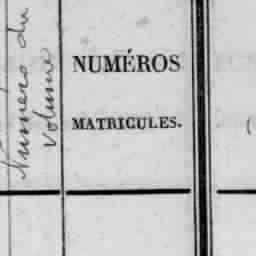 Numéro du
Volume
NUMÉROS
MATRICULES.